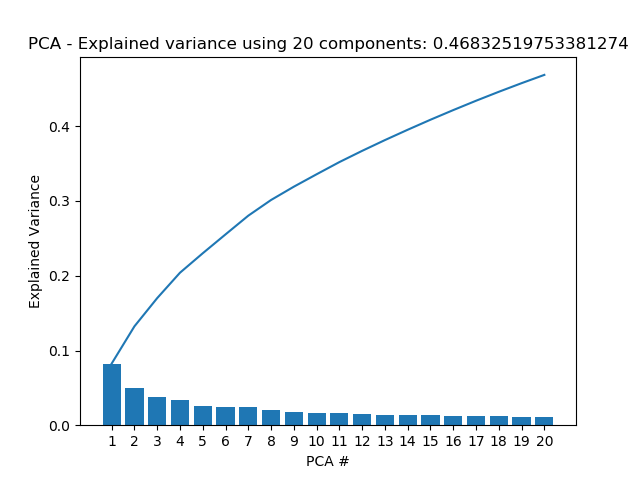 PCA - Explained variance using 20 components: 0.46832519753381274
Explained Variance
0.4
0.3
0.2
0.1
0.0
1 2 3 4 5 6 7 8 9 10 11 12 13 14 15 16 17 18 19 20
PCA #